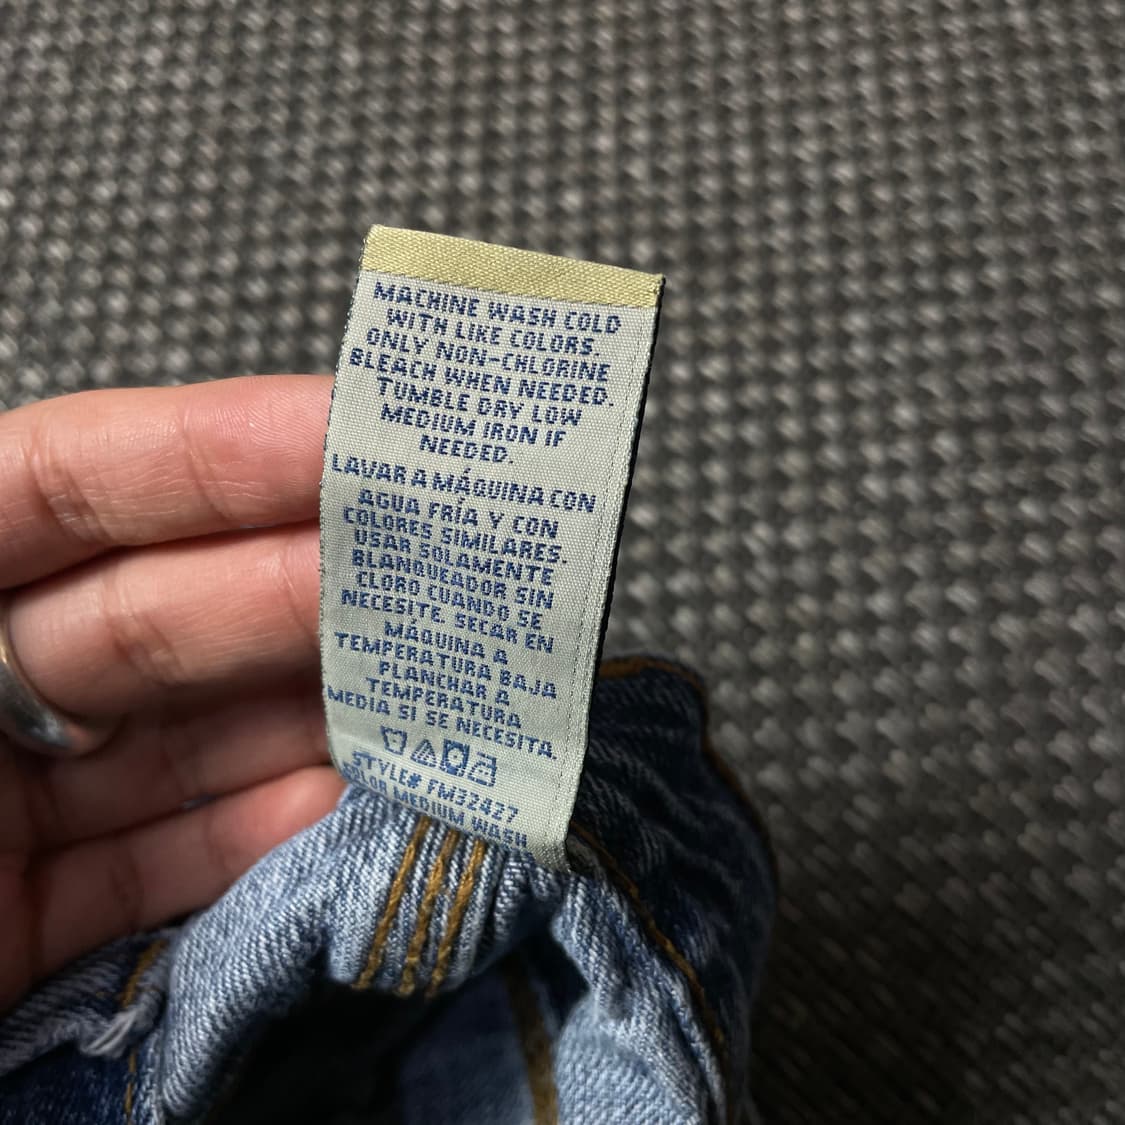 MACHINE WASH COLD
WITH LIKE COLORS.
ONLY NON-CHLORINE
BLEACH WHEN NEEDED.
TUMBLE DRY LOW
MEDIUM IRON IF
NEEDED.
LAVAR A MÁQUINA CON
AGUA FRÍA Y CON
COLORES SIMILARES.
USAR SOLAMENTE
BLANQUEADOR SIN
CLORO CUANDO SE
NECESITE. SECAR EN
MÁQUINA A
TEMPERATURA BAJA
PLANCHAR A
TEMPERATURA
MEDIA SI SE NECESITA.
STYLE# FM32427
COLOR MEDIUM WASH